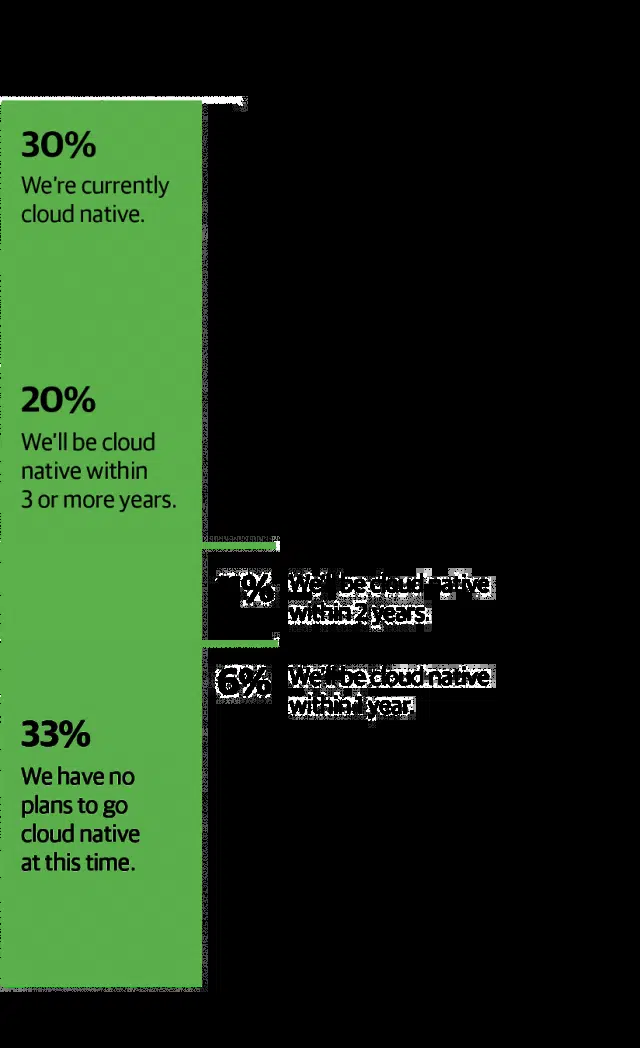 30%
We're currently
cloud native.
20%
We'll be cloud
native within
3 or more years.
%
We'll be cloud native
within 2 years.
6%
We'll be cloud native
within 1 year.
33%
We have no
plans to go
cloud native
at this time.